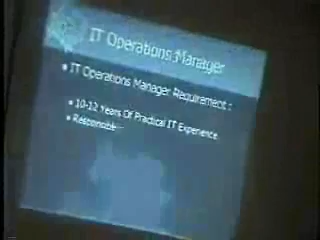 IT Operations Manager
• IT Operations Manager Requirement :
• 10-12 Years Of Practical IT Experience
• Responsible